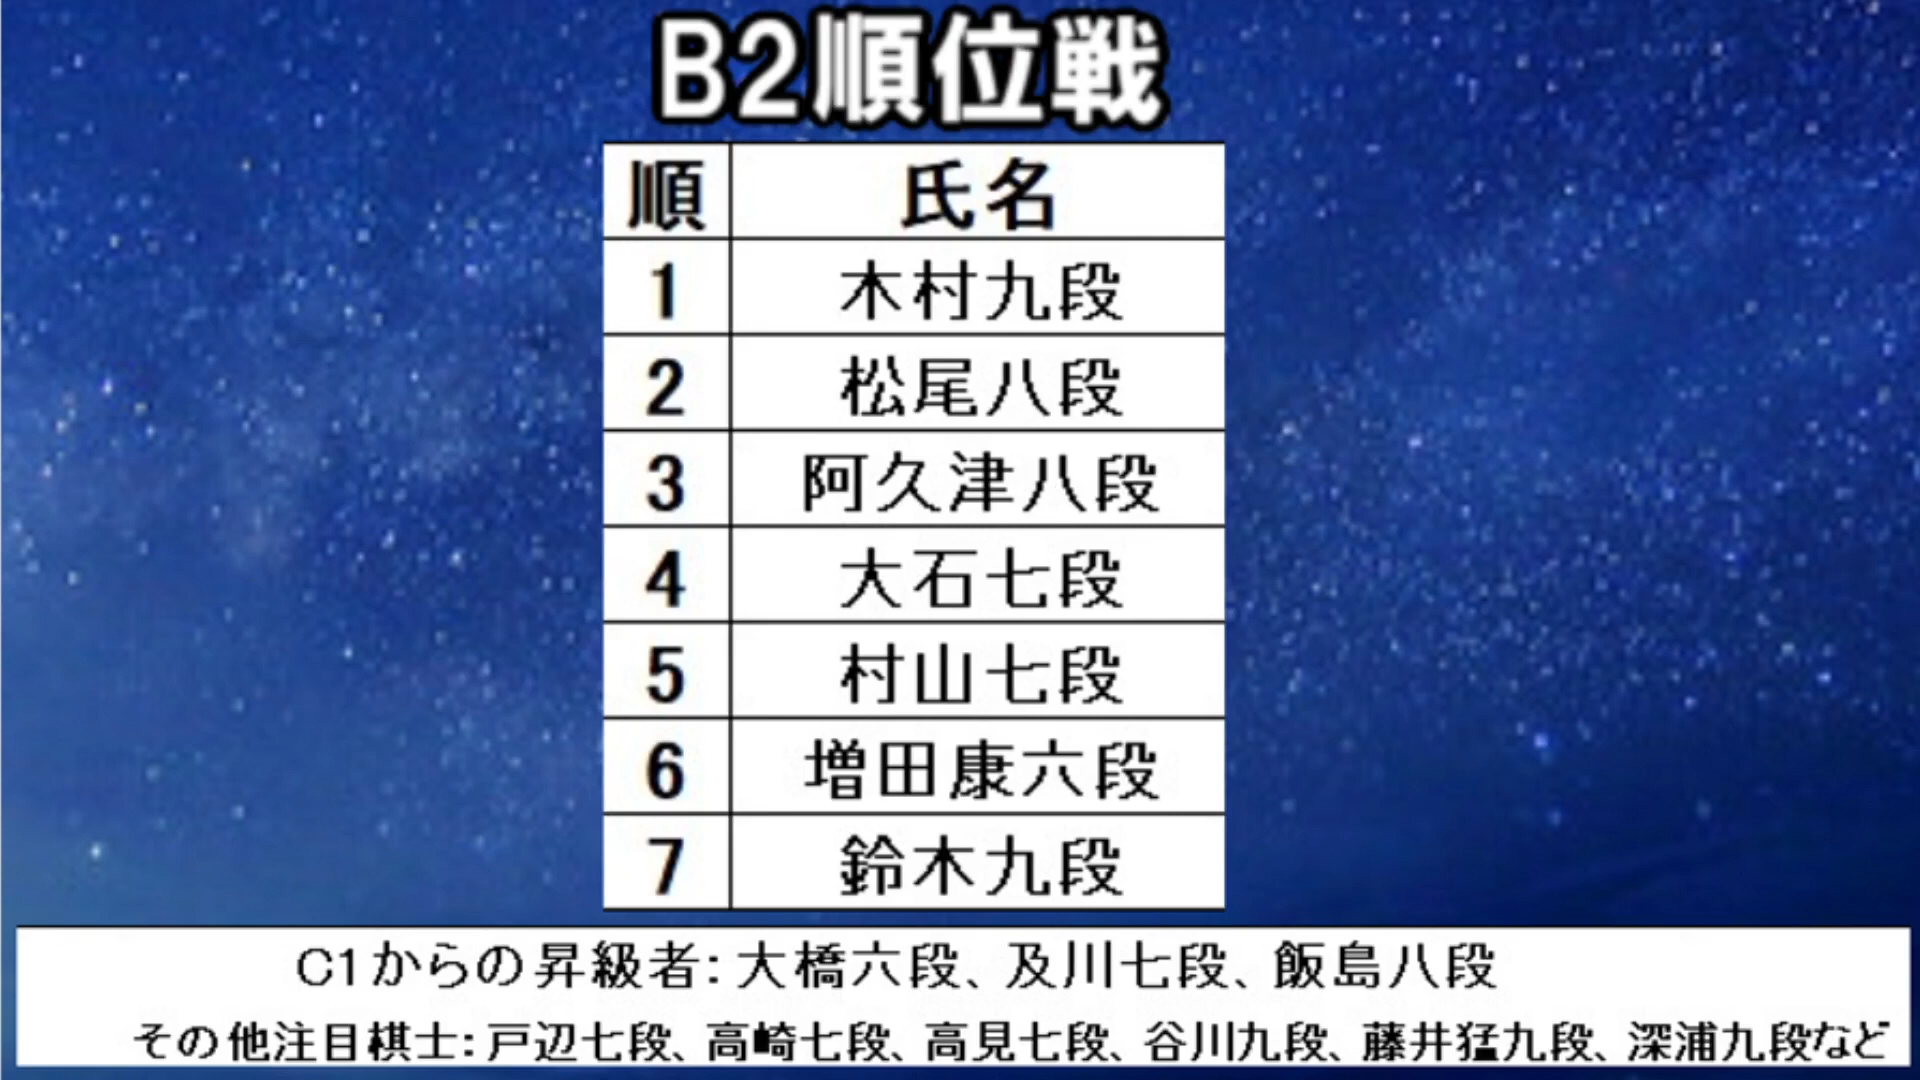 B2順位戦
順 氏名
1 木村九段
2 松尾八段
3 阿久津八段
4 大石七段
5 村山七段
6 増田康六段
7 鈴木九段
C1からの昇級者：大橋六段、及川七段、飯島八段
その他注目棋士：戸辺七段、高崎七段、高見七段、谷川九段、藤井猛九段、深浦九段など